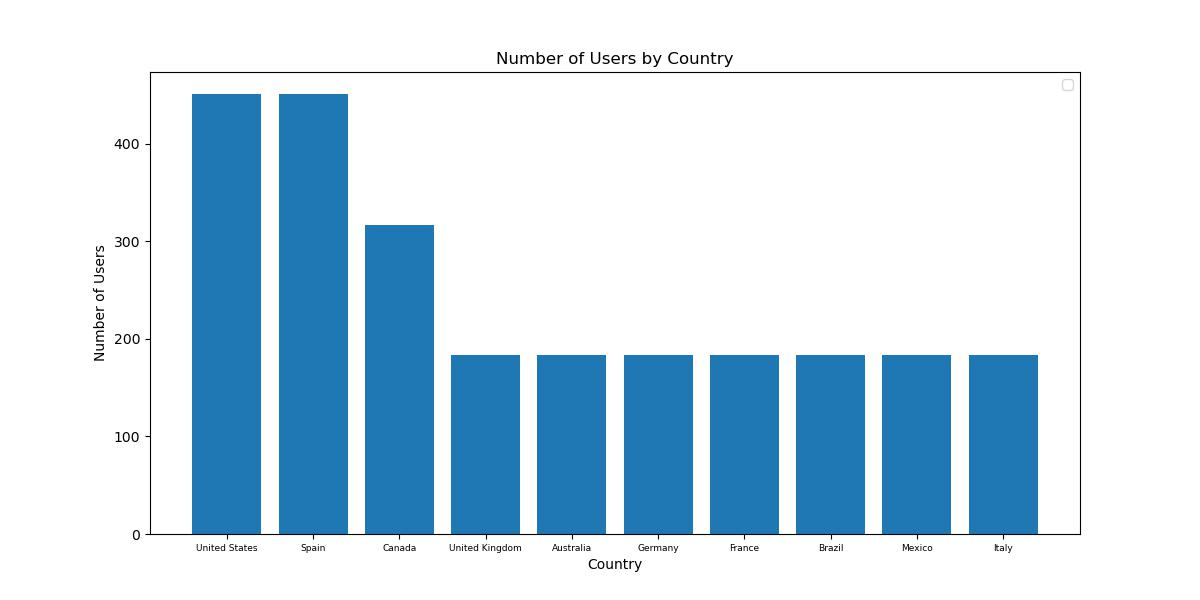 Number of Users by Country
Number of Users
400
300
200
100
0
United States Spain Canada United Kingdom Australia Germany France Brazil Mexico Italy
Country